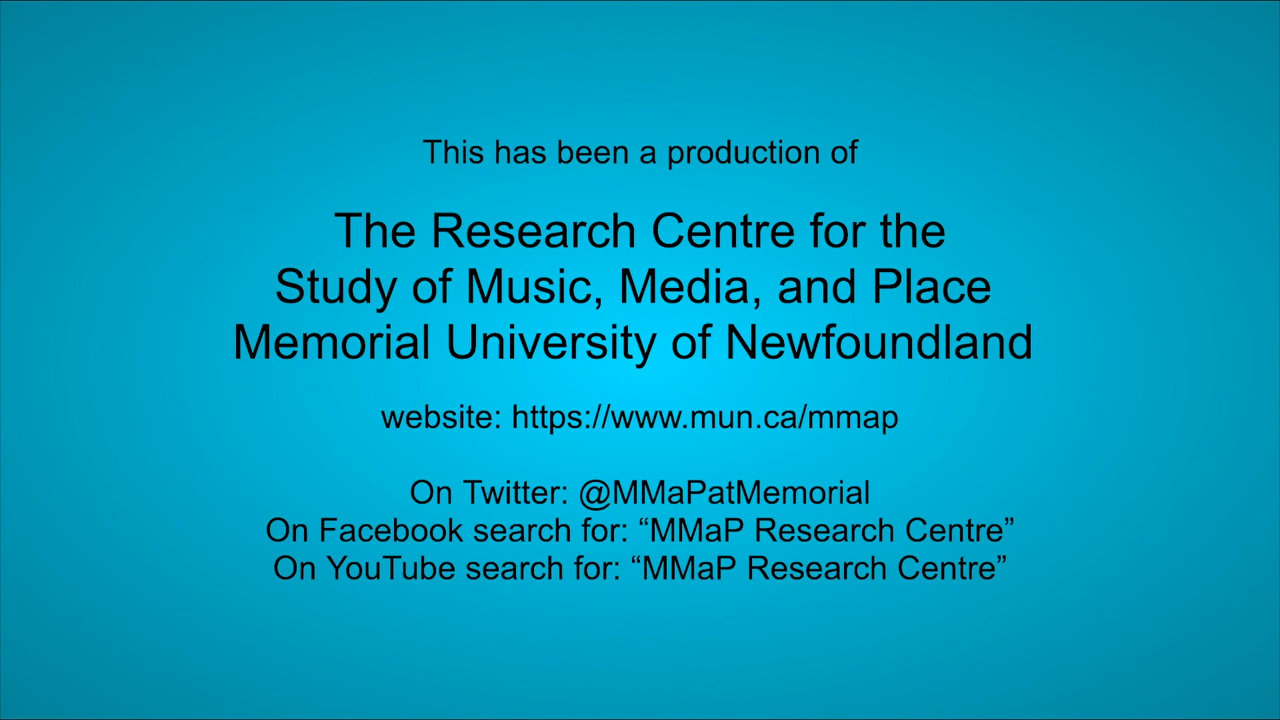 This has been a production of
The Research Centre for the
Study of Music, Media, and Place
Memorial University of Newfoundland
website: https://www.mun.ca/mmap
On Twitter: @MMaPatMemorial
On Facebook search for: “MMaP Research Centre”
On YouTube search for: “MMaP Research Centre”